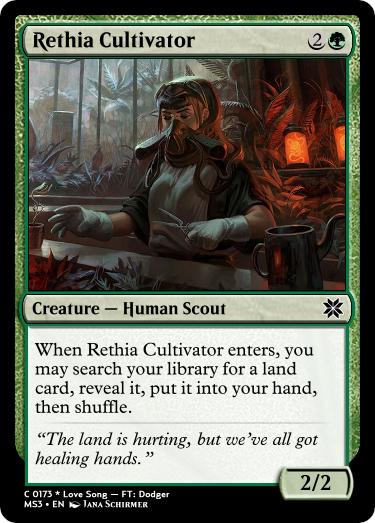 Rethia Cultivator 2
Creature — Human Scout
When Rethia Cultivator enters, you
may search your library for a land
card, reveal it, put it into your hand,
then shuffle.
“The land is hurting, but we’ve all got
healing hands.”
2/2
C 0173 * Love Song — FT: Dodger
MS3 • EN Jana Schirmer